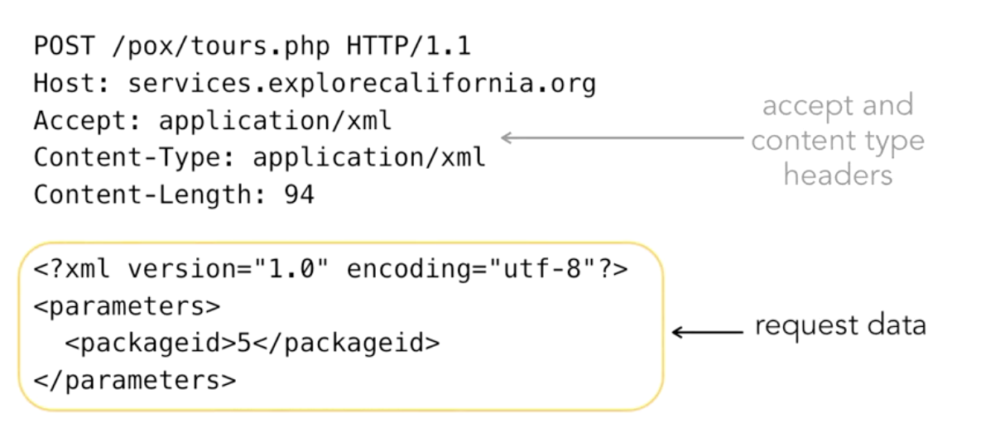 POST /pox/tours.php HTTP/1.1
Host: services.explorecalifornia.org
Accept: application/xml
Content-Type: application/xml
Content-Length: 94
accept and
content type
headers
<?xml version="1.0" encoding="utf-8"?>
<parameters>
  <packageid>5</packageid>
</parameters>
request data